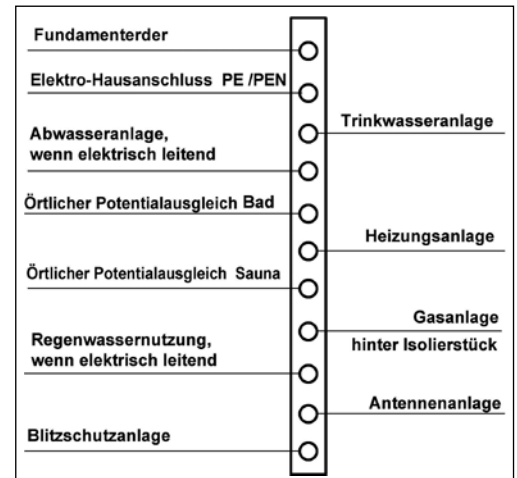 Fundamenterder
Elektro-Hausanschluss PE /PEN
Trinkwasseranlage
Abwasseranlage,
wenn elektrisch leitend
Örtlicher Potentialausgleich Bad
Heizungsanlage
Örtlicher Potentialausgleich Sauna
Gasanlage
hinter Isolierstück
Regenwassernutzung,
wenn elektrisch leitend
Antennenanlage
Blitzschutzanlage